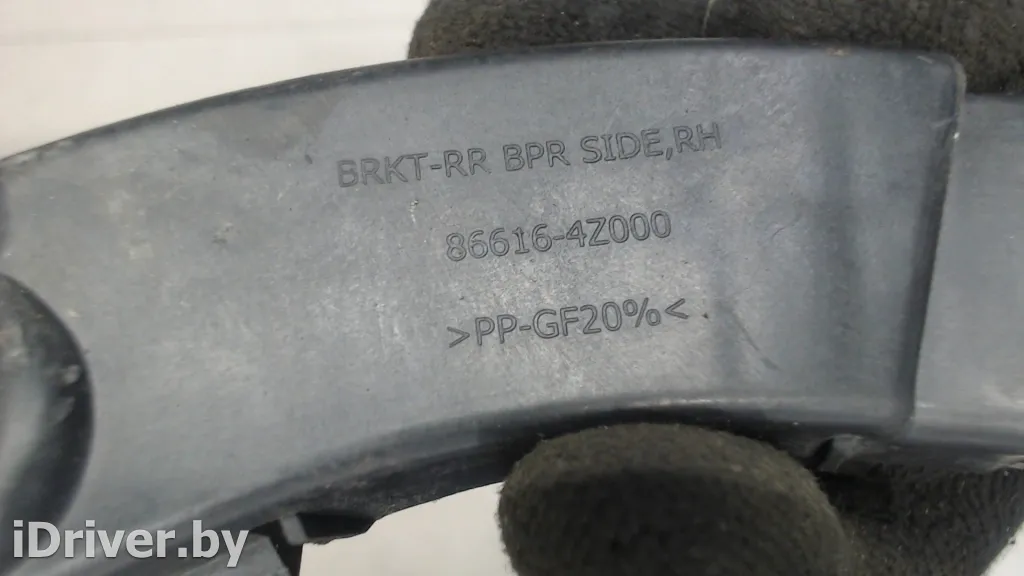 BRKT-RR BPR SIDE,RH
86616-4Z000
>PP-GF20%<
iDriver.by